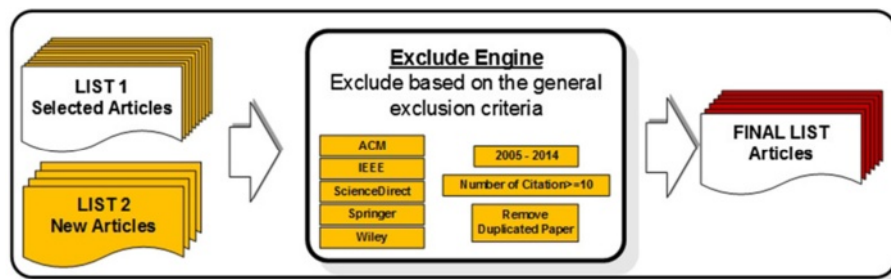 LIST 1
Selected Articles
LIST 2
New Articles
Exclude Engine
Exclude based on the general
exclusion criteria
ACM
IEEE
ScienceDirect
Springer
Wiley
2005 - 2014
Number of Citation>=10
Remove
Duplicated Paper
FINAL LIST
Articles